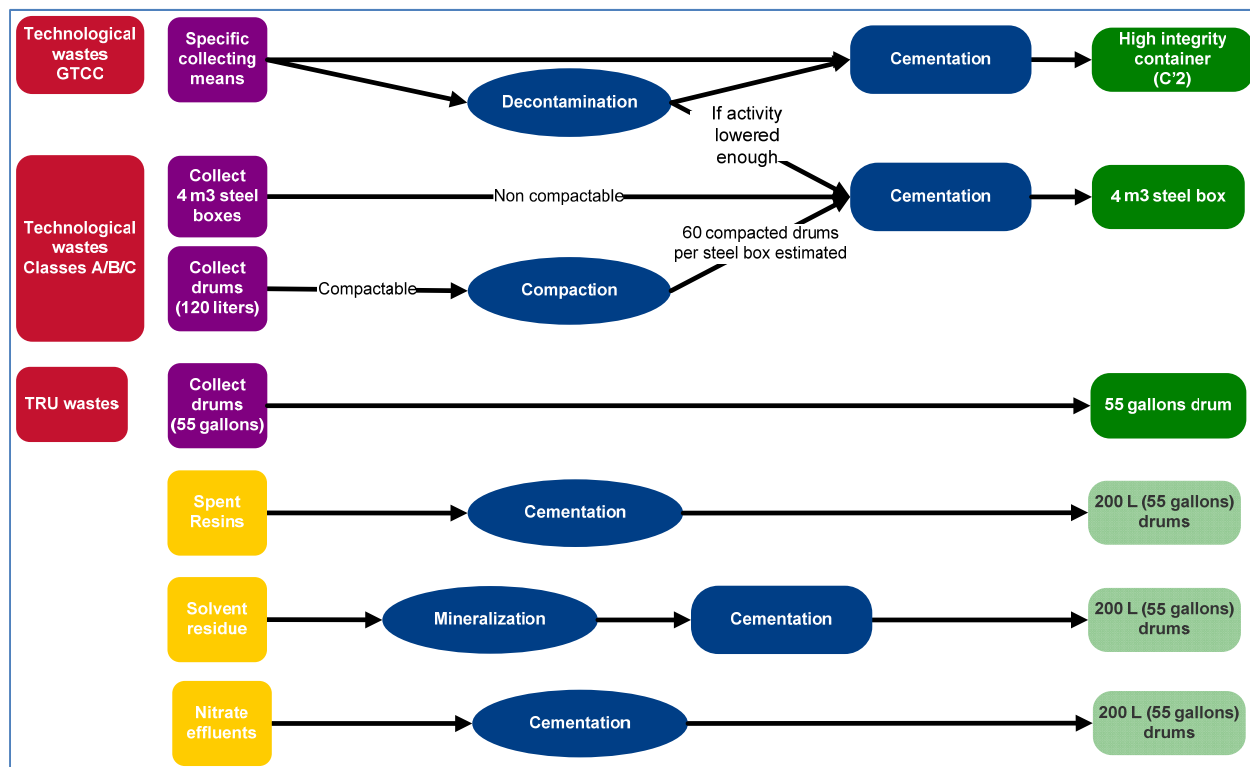 Technological
wastes
GTCC
Specific
collecting
means
Decontamination
Cementation
High integrity
container
(C'2)
If activity
lowered
enough
Technological
wastes
Classes A/B/C
Collect
4 m3 steel
boxes
Non compactable
Cementation
4 m3 steel box
60 compacted drums
per steel box estimated
Collect
drums
(120 liters)
Compactable
Compaction
TRU wastes
Collect
drums
(55 gallons)
55 gallons drum
Spent
Resins
Cementation
200 L (55 gallons)
drums
Solvent
residue
Mineralization
Cementation
200 L (55 gallons)
drums
Nitrate
effluents
Cementation
200 L (55 gallons)
drums